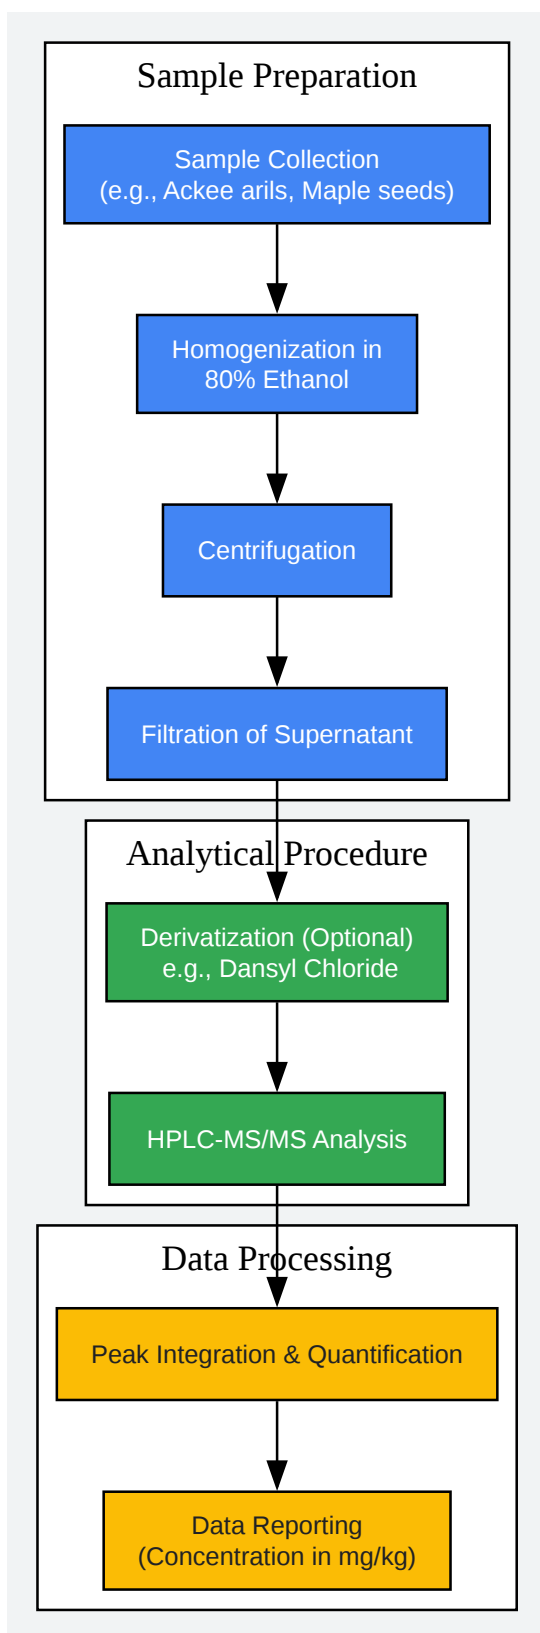 Sample Preparation
Sample Collection
(e.g., Ackee arils, Maple seeds)
Homogenization in
80% Ethanol
Centrifugation
Filtration of Supernatant
Analytical Procedure
Derivatization (Optional)
e.g., Dansyl Chloride
HPLC-MS/MS Analysis
Data Processing
Peak Integration & Quantification
Data Reporting
(Concentration in mg/kg)